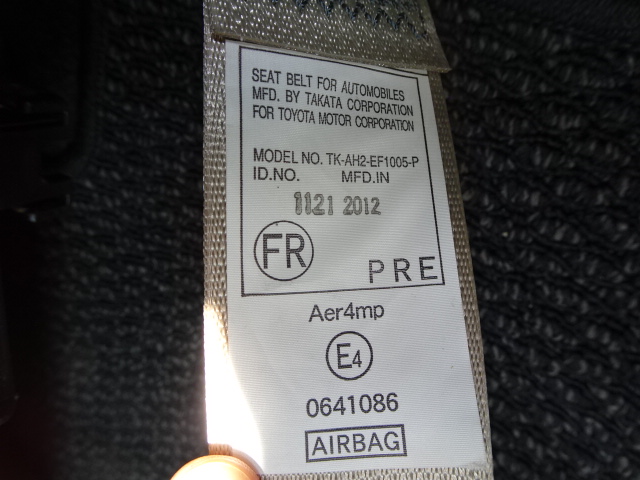 SEAT BELT FOR AUTOMOBILES
MFD. BY TAKATA CORPORATION
FOR TOYOTA MOTOR CORPORATION
MODEL NO. TK-AH2-EF1005-P
ID.NO. MFD.IN
1121 2012
FR
PRE
Aer4mp
E4
0641086
AIRBAG